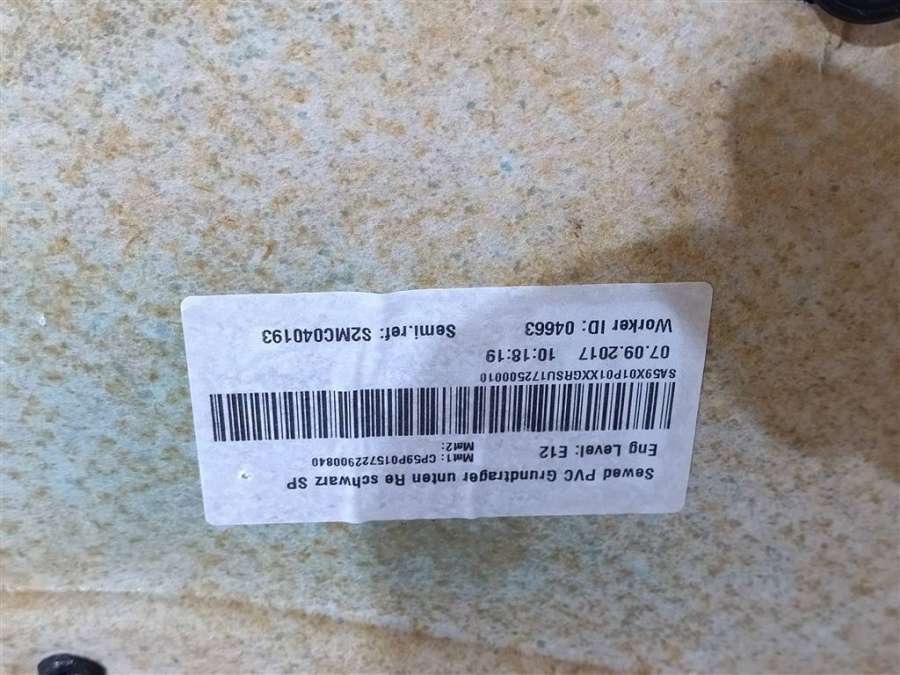 Sewed PVC Grundtrager unten Re schwarz SP
Eng Level: E12
Mat1: CP59P015722900840
Mat2:
SA59X01P01XXGRSU172500010
07.09.2017 10:18:19
Worker ID: 04663
Semi.ref: S2MC040193